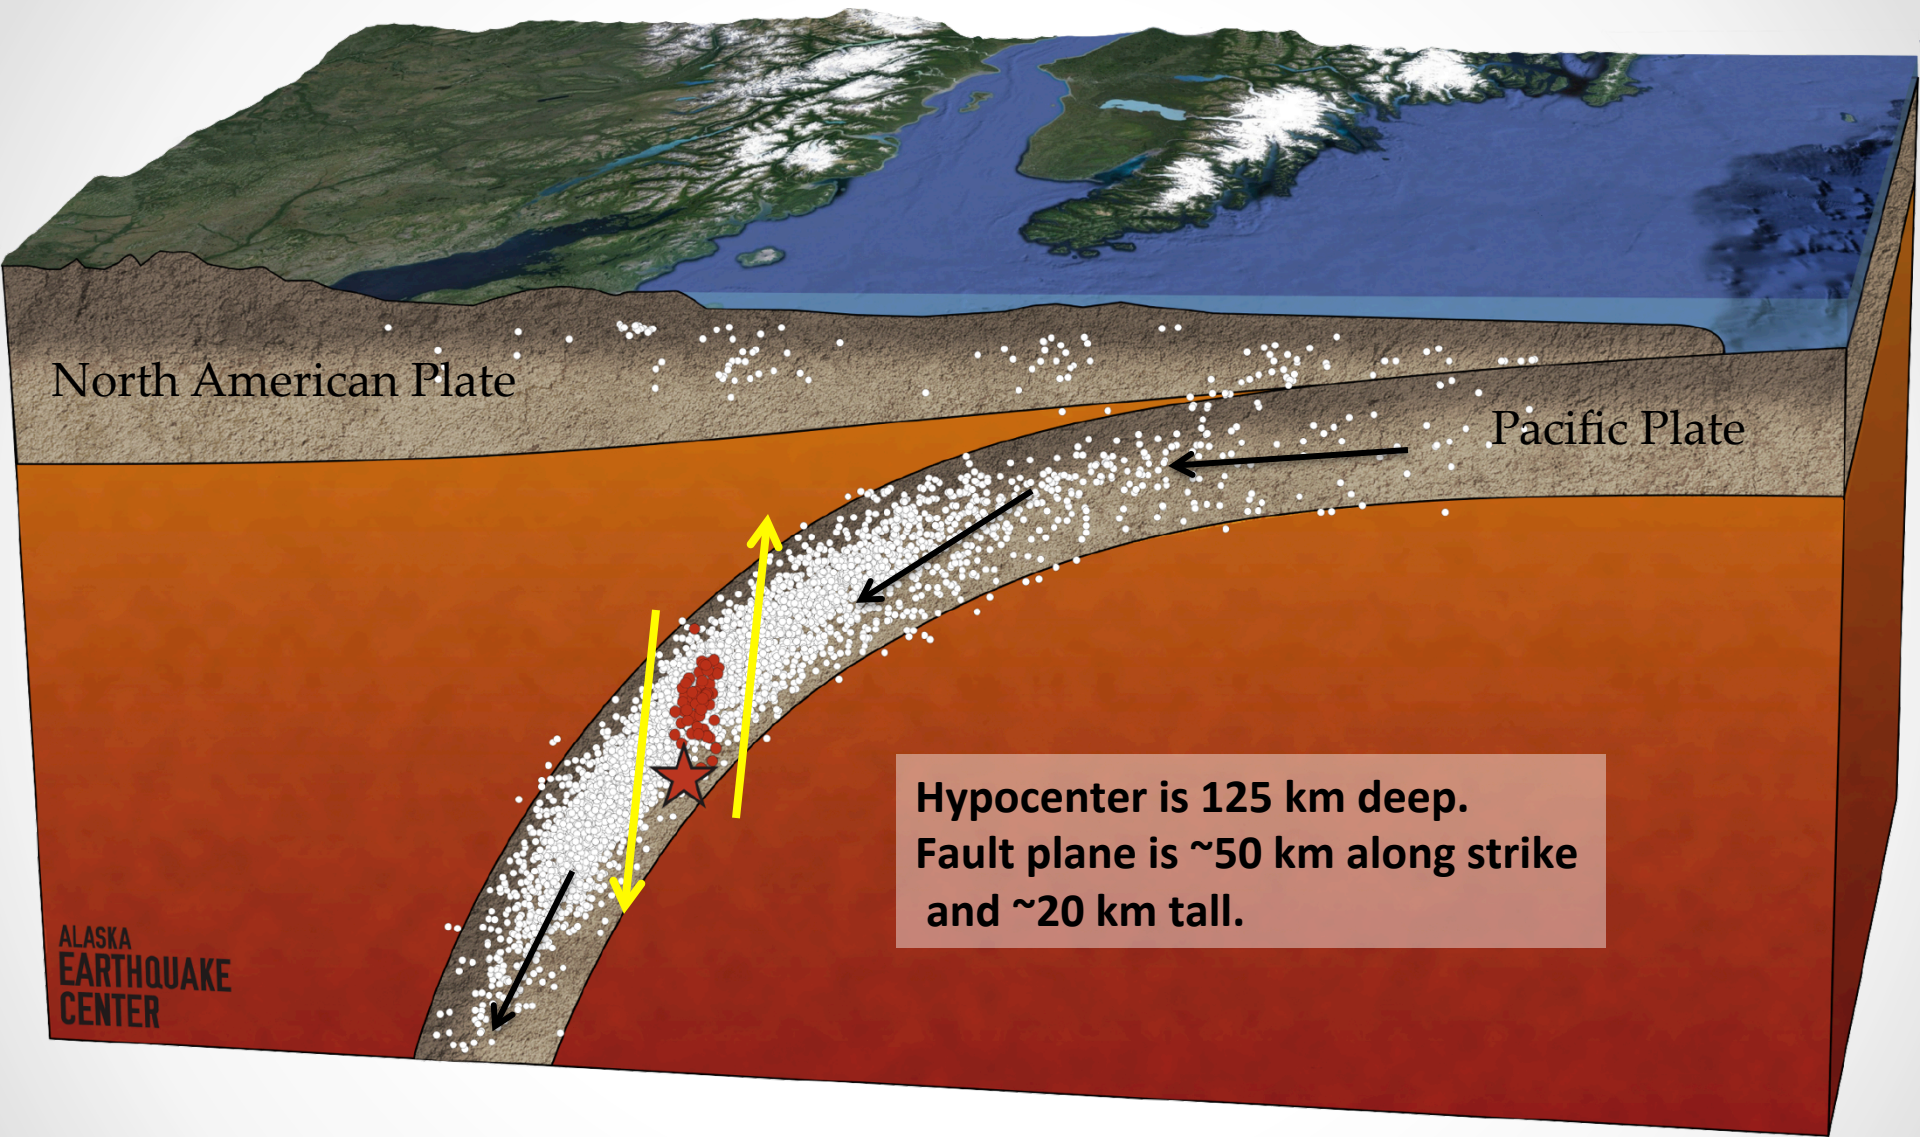 North American Plate
Pacific Plate
Hypocenter is 125 km deep.
Fault plane is ~50 km along strike
and ~20 km tall.
ALASKA
EARTHQUAKE
CENTER